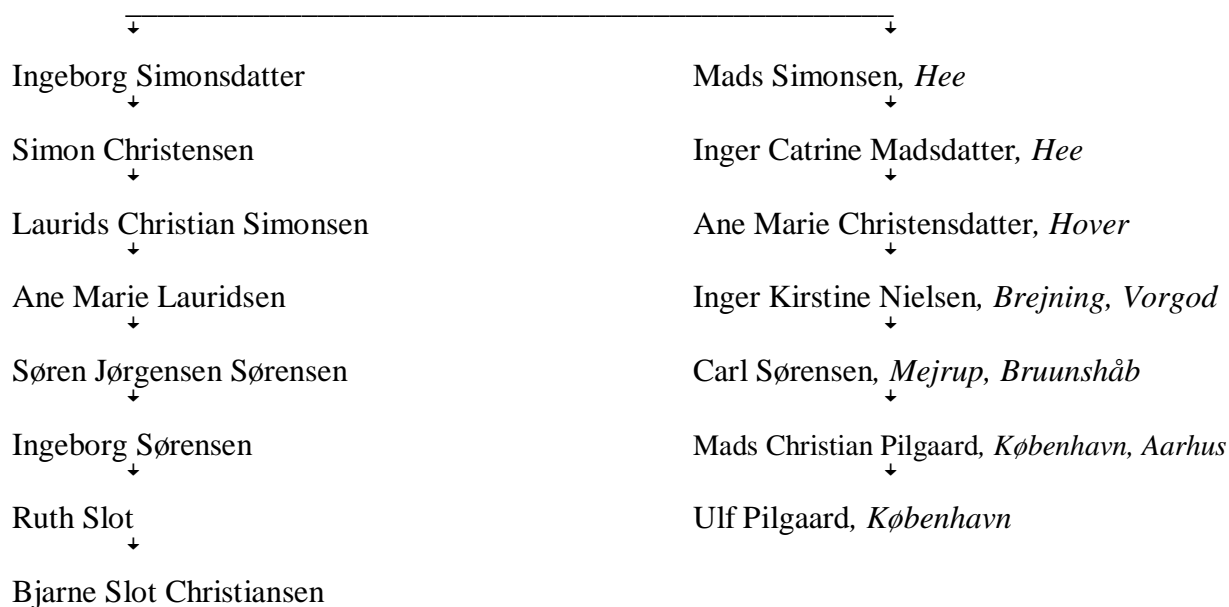 Ingeborg Simonsdatter Mads Simonsen, Hee
Simon Christensen Inger Catrine Madsdatter, Hee
Laurids Christian Simonsen Ane Marie Christensdatter, Hover
Ane Marie Lauridsen Inger Kirstine Nielsen, Brejning, Vorgod
Søren Jørgensen Sørensen Carl Sørensen, Mejrup, Bruunshåb
Ingeborg Sørensen Mads Christian Pilgaard, København, Aarhus
Ruth Slot Ulf Pilgaard, København
Bjarne Slot Christiansen